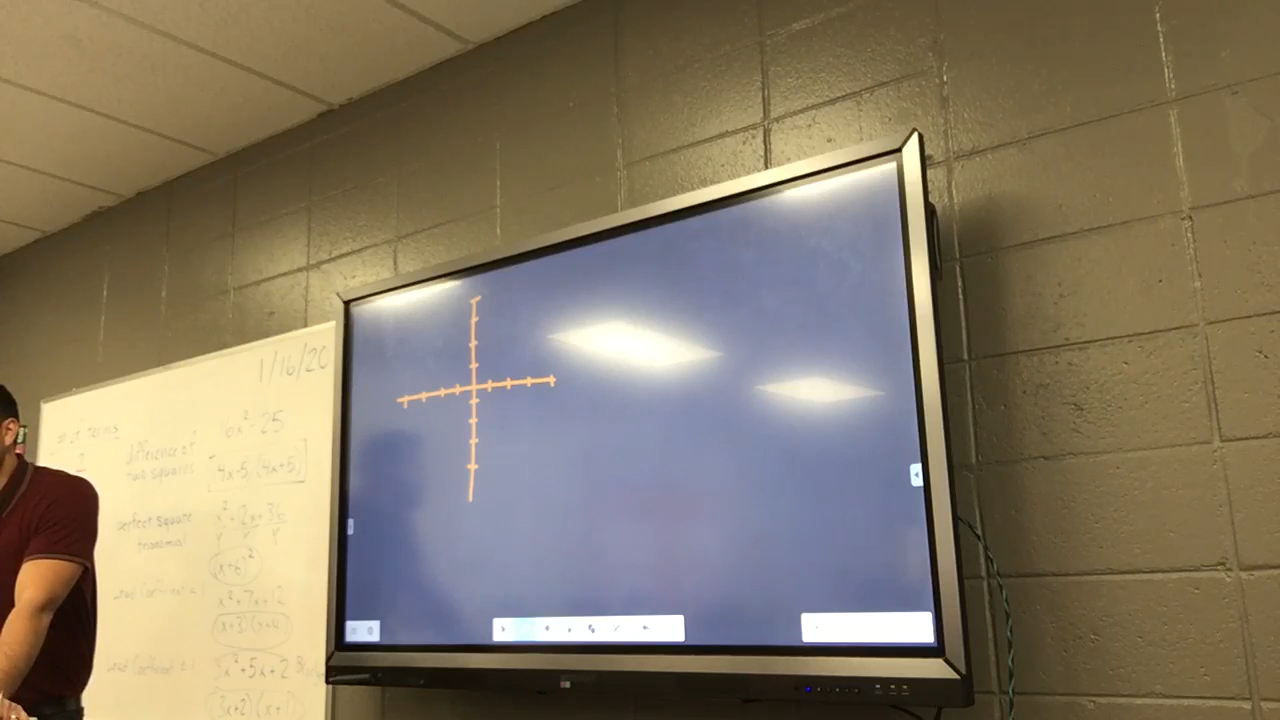 1/16/20
# of terms
2
difference of
two squares
6x²-25
(4x-5)(4x+5)
perfect square
trinomial
x²+12x+36
(x+6)²
Lead Coefficient = 1
x²+7x+12
(x+3)(x+4)
Lead Coefficient ≠ 1
3x²+5x+2
(3x+2)(x+1)